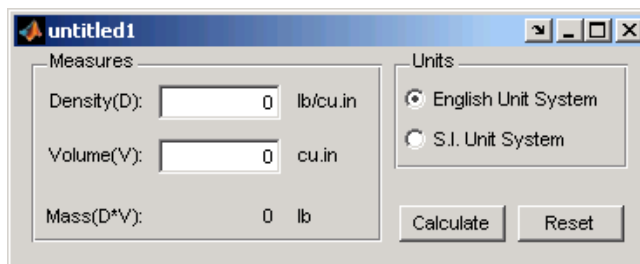 untitled1
Measures
Density(D): 0 lb/cu.in
Volume(V): 0 cu.in
Mass(D*V): 0 lb
Units
English Unit System
S.I. Unit System
Calculate Reset